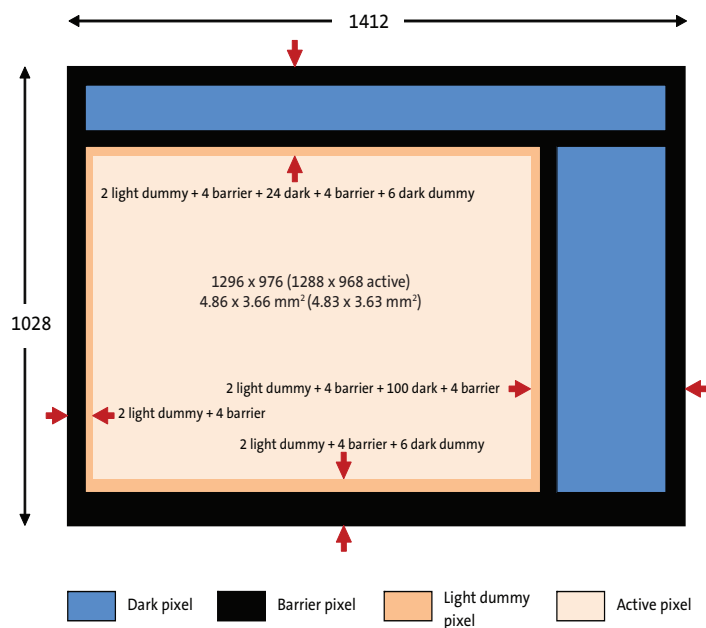 1412
2 light dummy + 4 barrier + 24 dark + 4 barrier + 6 dark dummy
1296 x 976 (1288 x 968 active)
4.86 x 3.66 mm² (4.83 x 3.63 mm²)
1028
2 light dummy + 4 barrier + 100 dark + 4 barrier
2 light dummy + 4 barrier
2 light dummy + 4 barrier + 6 dark dummy
Dark pixel
Barrier pixel
Light dummy
pixel
Active pixel